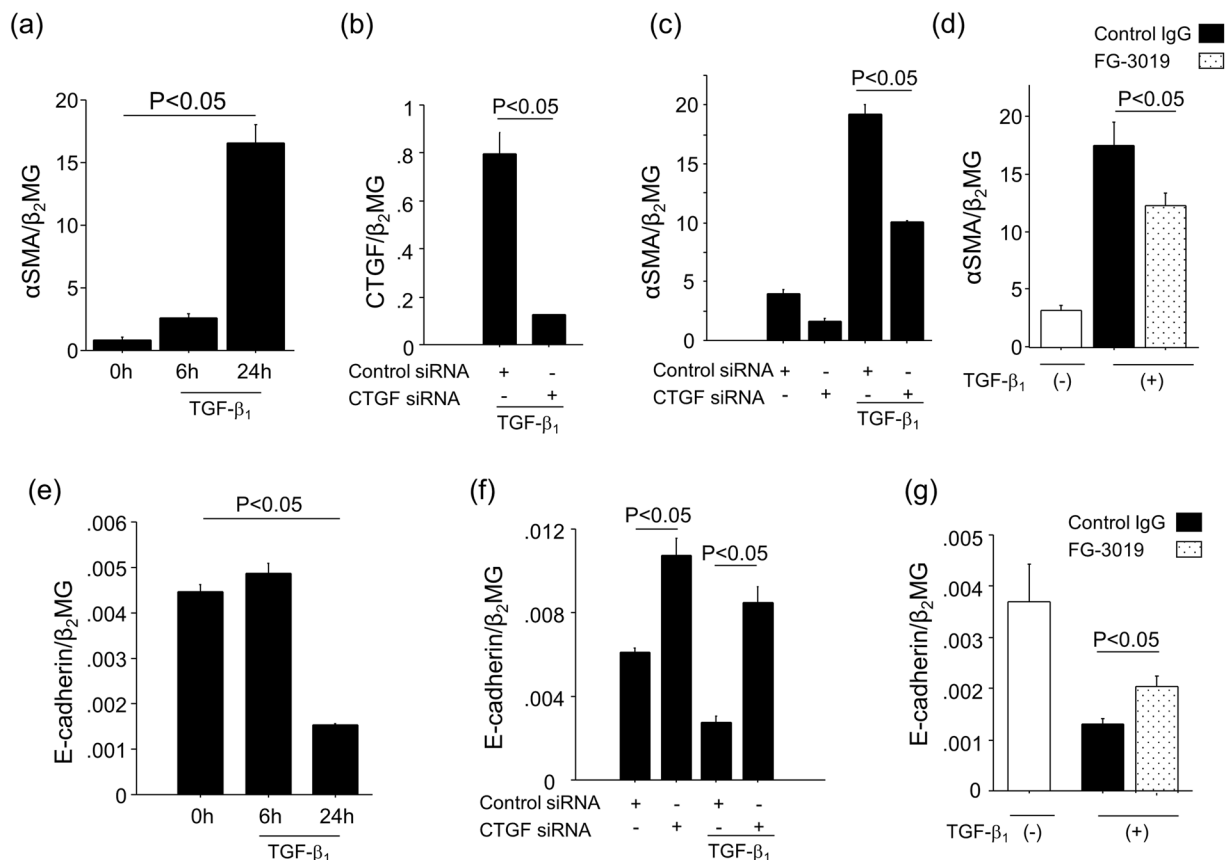 (a)
P<0.05
20
15
10
5
0
αSMA/β₂MG
0h 6h 24h
TGF-β₁
(b)
P<0.05
1
.8
.6
.4
.2
0
CTGF/β₂MG
Control siRNA + -
CTGF siRNA - +
TGF-β₁
(c)
P<0.05
20
15
10
5
0
αSMA/β₂MG
Control siRNA + - + -
CTGF siRNA - + - +
TGF-β₁
(d)
Control IgG
FG-3019
P<0.05
20
15
10
5
0
αSMA/β₂MG
TGF-β₁ (-) (+)
(e)
P<0.05
.006
.005
.004
.003
.002
.001
0
E-cadherin/β₂MG
0h 6h 24h
TGF-β₁
(f)
P<0.05
P<0.05
.012
.008
.004
0
E-cadherin/β₂MG
Control siRNA + - + -
CTGF siRNA - + - +
TGF-β₁
(g)
Control IgG
FG-3019
P<0.05
.005
.004
.003
.002
.001
0
E-cadherin/β₂MG
TGF-β₁ (-) (+)